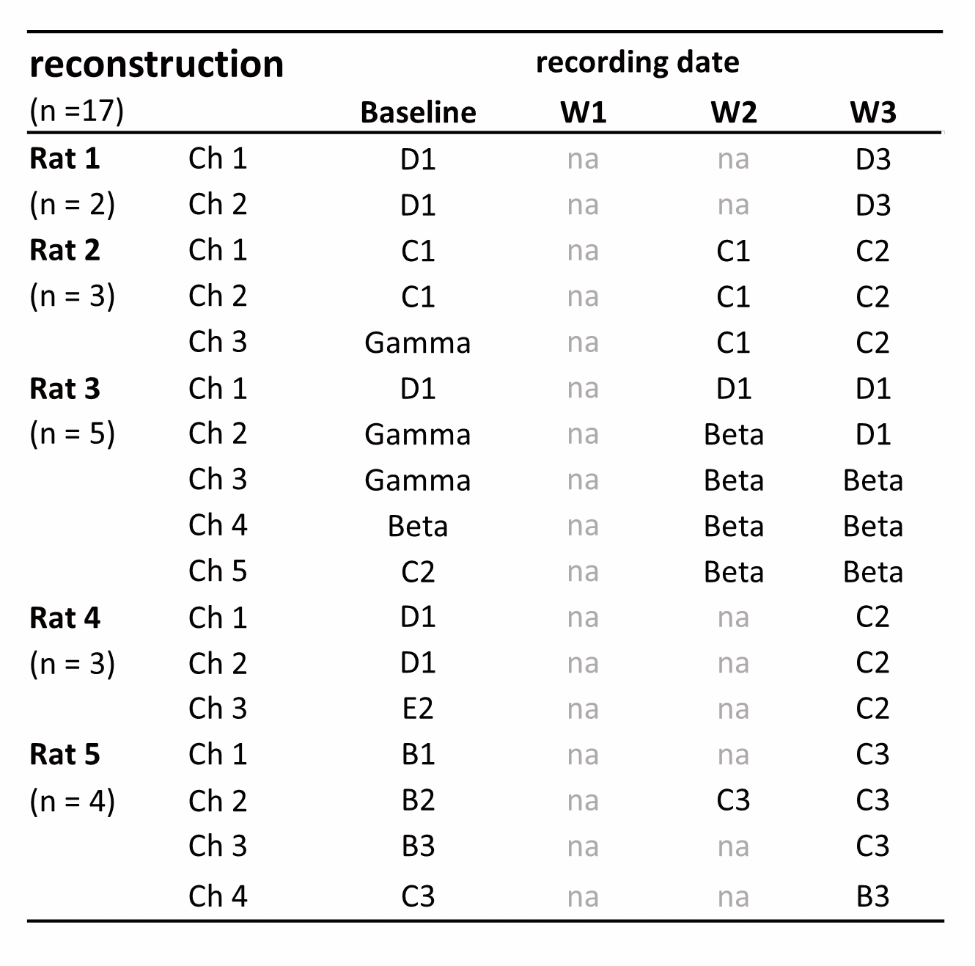 reconstruction recording date
(n =17) Baseline W1 W2 W3
Rat 1 Ch 1 D1 na na D3
(n = 2) Ch 2 D1 na na D3
Rat 2 Ch 1 C1 na C1 C2
(n = 3) Ch 2 C1 na C1 C2
Ch 3 Gamma na C1 C2
Rat 3 Ch 1 D1 na D1 D1
(n = 5) Ch 2 Gamma na Beta D1
Ch 3 Gamma na Beta Beta
Ch 4 Beta na Beta Beta
Ch 5 C2 na Beta Beta
Rat 4 Ch 1 D1 na na C2
(n = 3) Ch 2 D1 na na C2
Ch 3 E2 na na C2
Rat 5 Ch 1 B1 na na C3
(n = 4) Ch 2 B2 na C3 C3
Ch 3 B3 na na C3
Ch 4 C3 na na B3